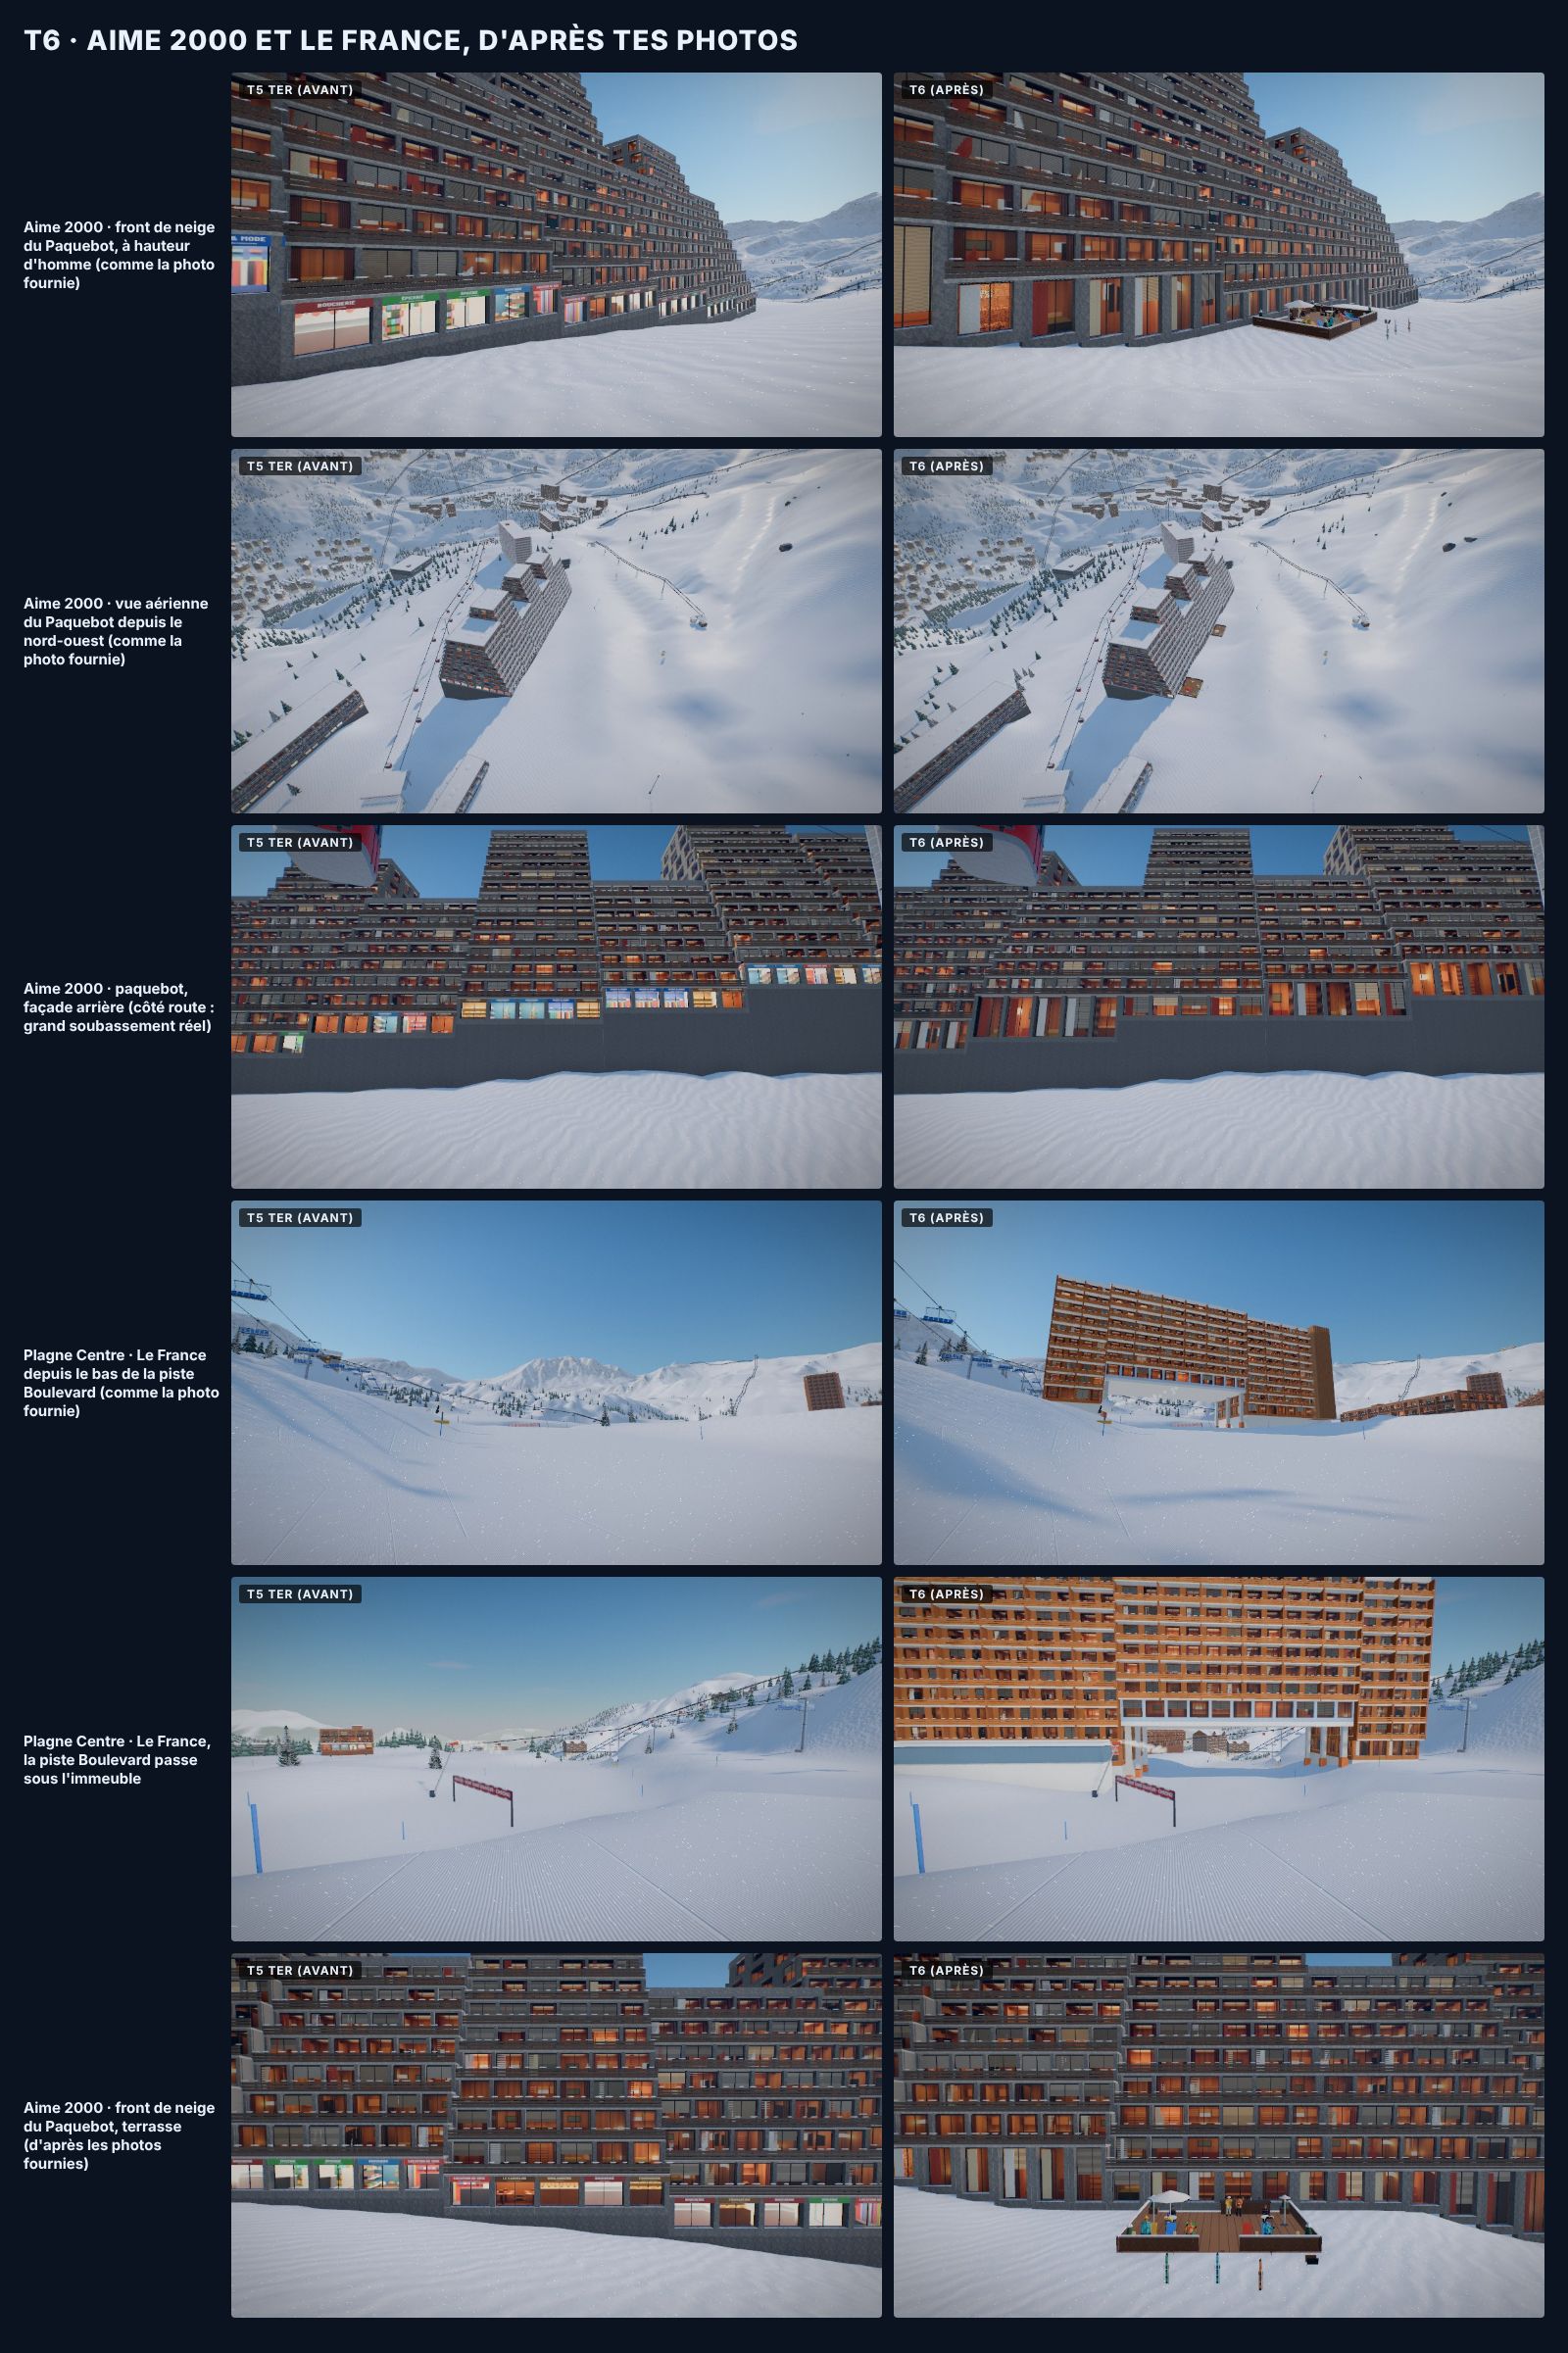 T6 · AIME 2000 ET LE FRANCE, D'APRÈS TES PHOTOS
T5 TER (AVANT)
T6 (APRÈS)
Aime 2000 · front de neige
du Paquebot, à hauteur
d'homme (comme la photo
fournie)
& MODE
BOUCHERIE
T5 TER (AVANT)
T6 (APRÈS)
Aime 2000 · vue aérienne
du Paquebot depuis le
nord-ouest (comme la
photo fournie)
T5 TER (AVANT)
T6 (APRÈS)
Aime 2000 · paquebot,
façade arrière (côté route :
grand soubassement réel)
T5 TER (AVANT)
T6 (APRÈS)
Plagne Centre · Le France
depuis le bas de la piste
Boulevard (comme la photo
fournie)
T5 TER (AVANT)
T6 (APRÈS)
Plagne Centre · Le France,
la piste Boulevard passe
sous l'immeuble
T5 TER (AVANT)
T6 (APRÈS)
Aime 2000 · front de neige
du Paquebot, terrasse
(d'après les photos
fournies)